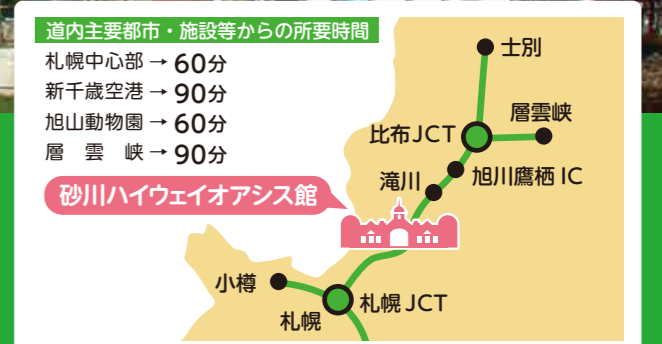 道内主要都市・施設等からの所要時間
札幌中心部 → 60分
新千歳空港 → 90分
旭山動物園 → 60分
層雲峡 → 90分
砂川ハイウェイオアシス館
士別
層雲峡
比布JCT
旭川鷹栖 IC
滝川
小樽
札幌 JCT
札幌